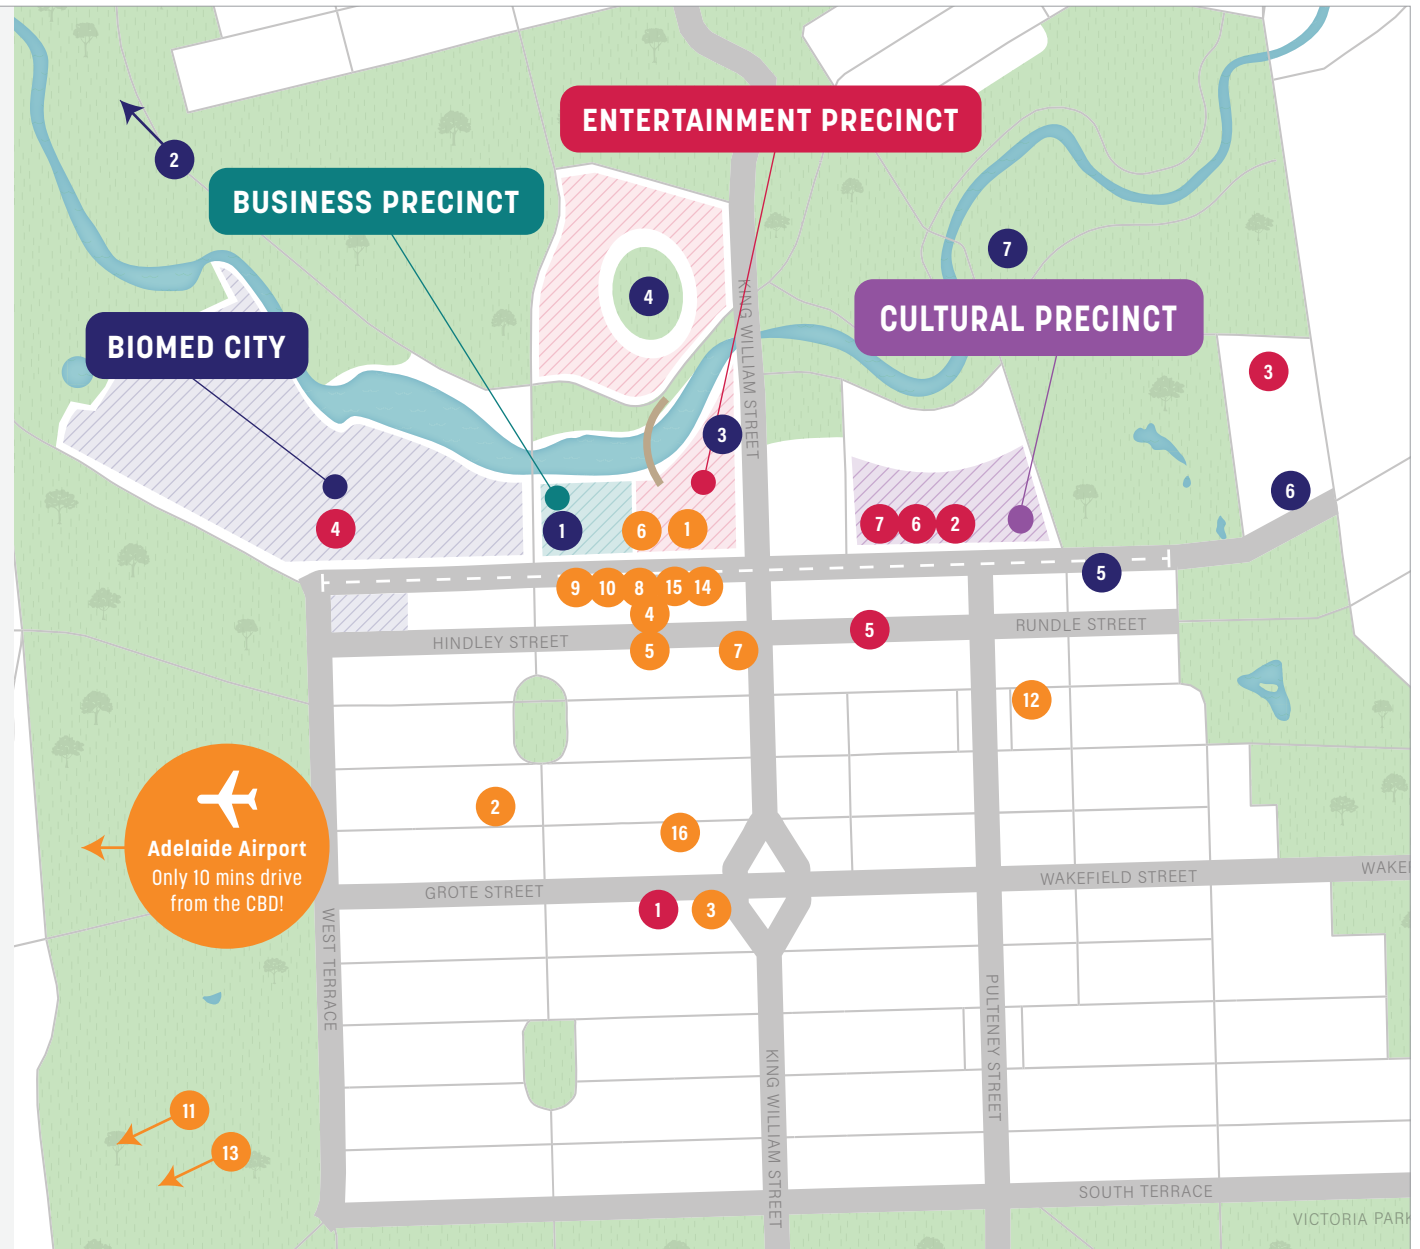 ENTERTAINMENT PRECINCT
2
BUSINESS PRECINCT
7
4
KING WILLIAM STREET
CULTURAL PRECINCT
BIOMED CITY
3
3
6
4
1
6
1
7
6
2
5
9
10
8
15
14
4
HINDLEY STREET
5
7
5
RUNDLE STREET
12
2
16
Adelaide Airport
Only 10 mins drive
from the CBD!
GROTE STREET
WAKEFIELD STREET
WAKEF
1
3
WEST TERRACE
PULTENEY STREET
KING WILLIAM STREET
11
13
SOUTH TERRACE
VICTORIA PARK